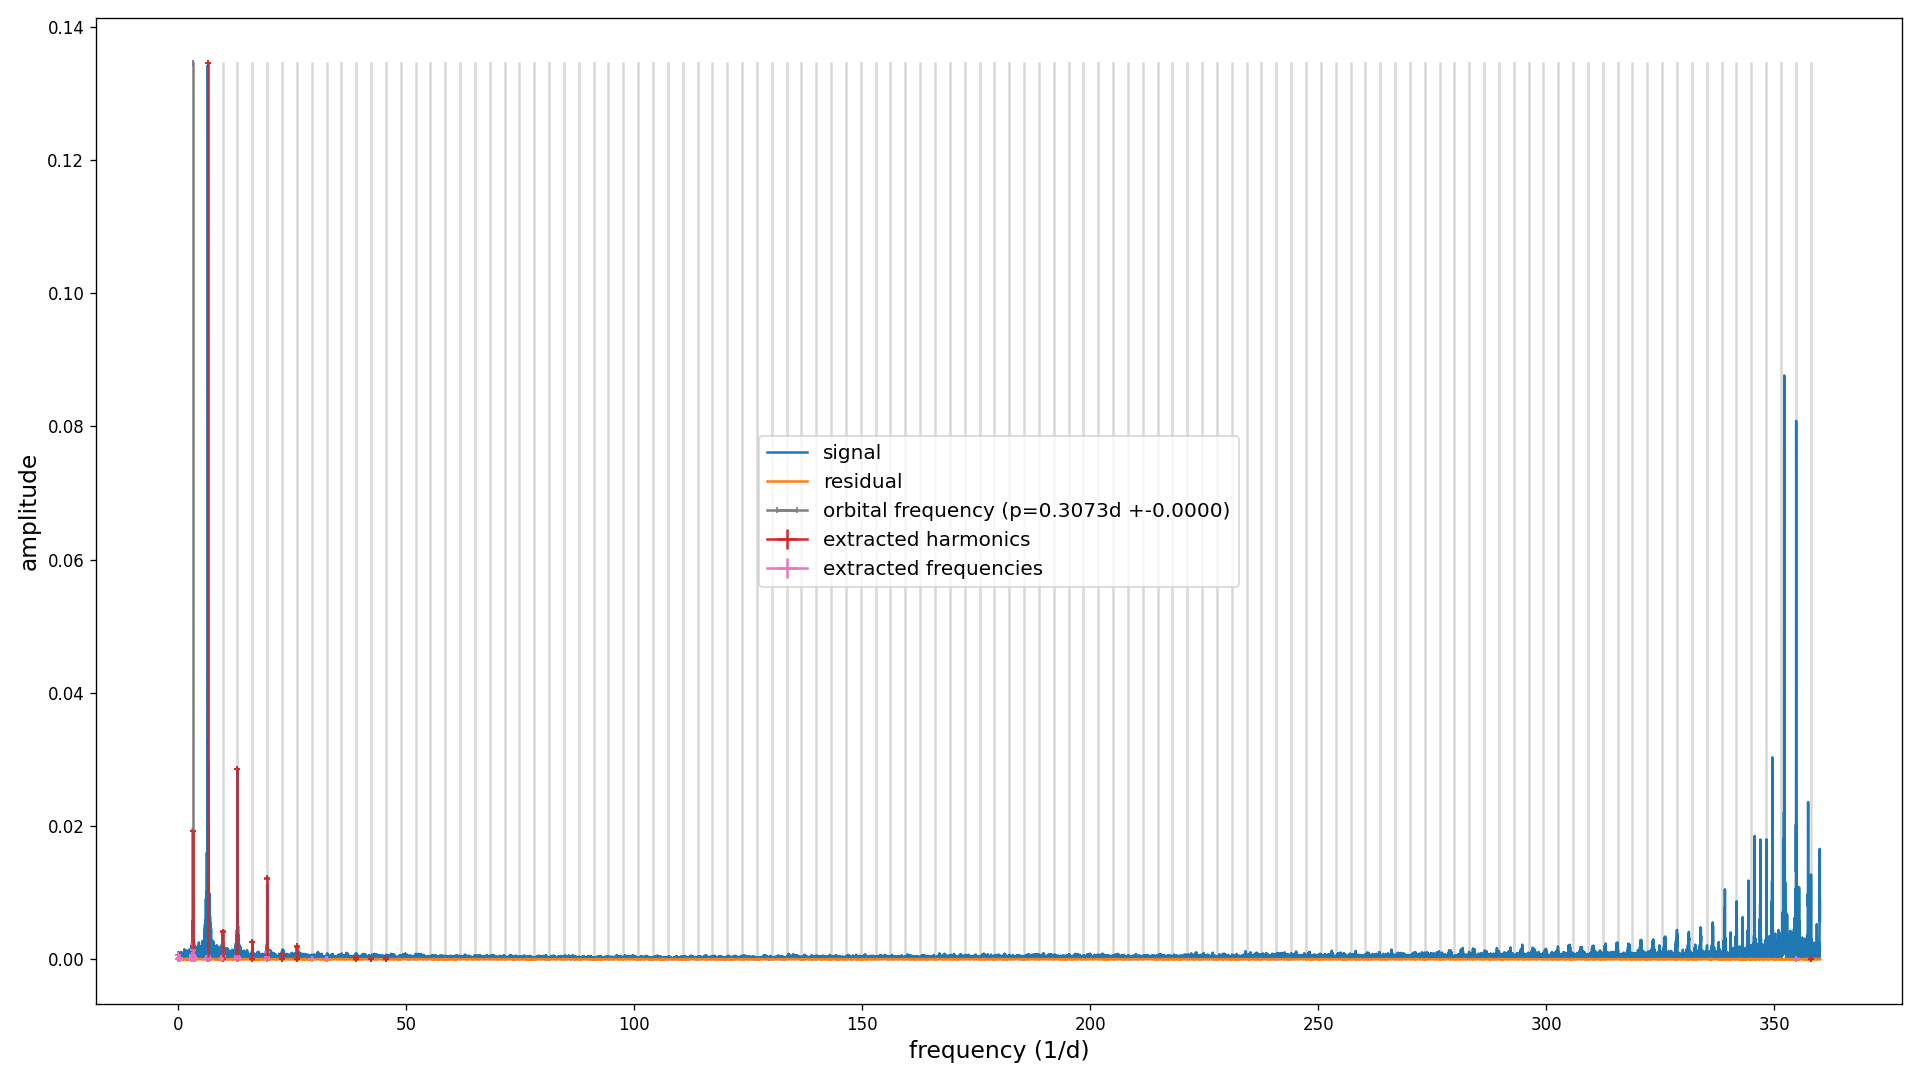 0.14
0.12
0.10
0.08
0.06
0.04
0.02
0.00
amplitude
signal
residual
orbital frequency (p=0.3073d +-0.0000)
extracted harmonics
extracted frequencies
0 50 100 150 200 250 300 350
frequency (1/d)